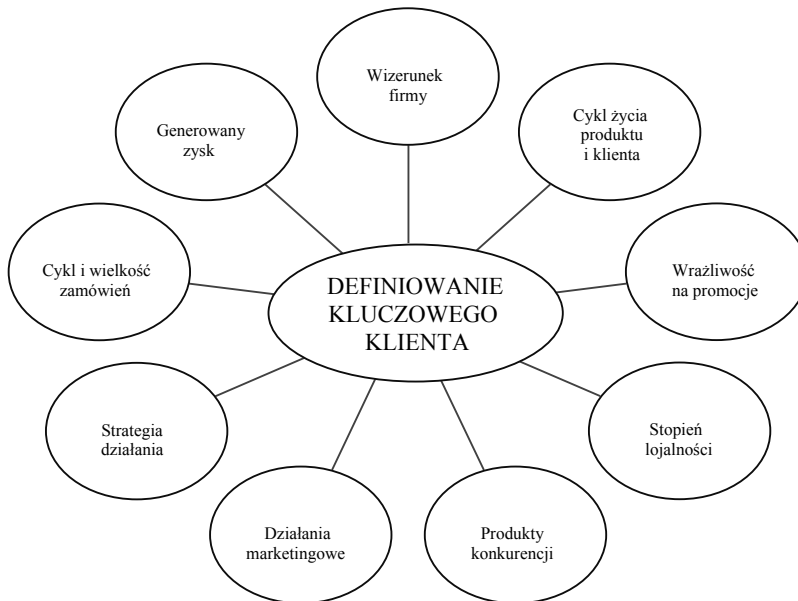 Wizerunek
firmy
Generowany
zysk
Cykl życia
produktu
i klienta
Cykl i wielkość
zamówień
DEFINIOWANIE
KLUCZOWEGO
KLIENTA
Wrażliwość
na promocje
Strategia
działania
Stopień
lojalności
Działania
marketingowe
Produkty
konkurencji